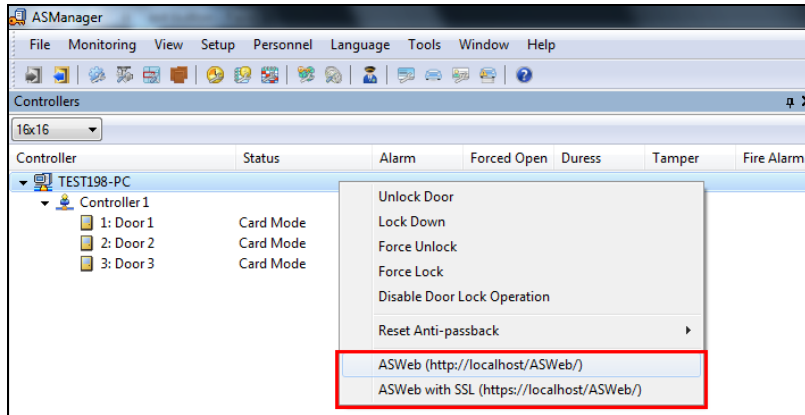 ASManager
File Monitoring View Setup Personnel Language Tools Window Help
Controllers
16x16
Controller Status Alarm Forced Open Duress Tamper Fire Alarm
TEST198-PC
Controller 1
1: Door 1 Card Mode
2: Door 2 Card Mode
3: Door 3 Card Mode
Unlock Door
Lock Down
Force Unlock
Force Lock
Disable Door Lock Operation
Reset Anti-passback
ASWeb (http://localhost/ASWeb/)
ASWeb with SSL (https://localhost/ASWeb/)